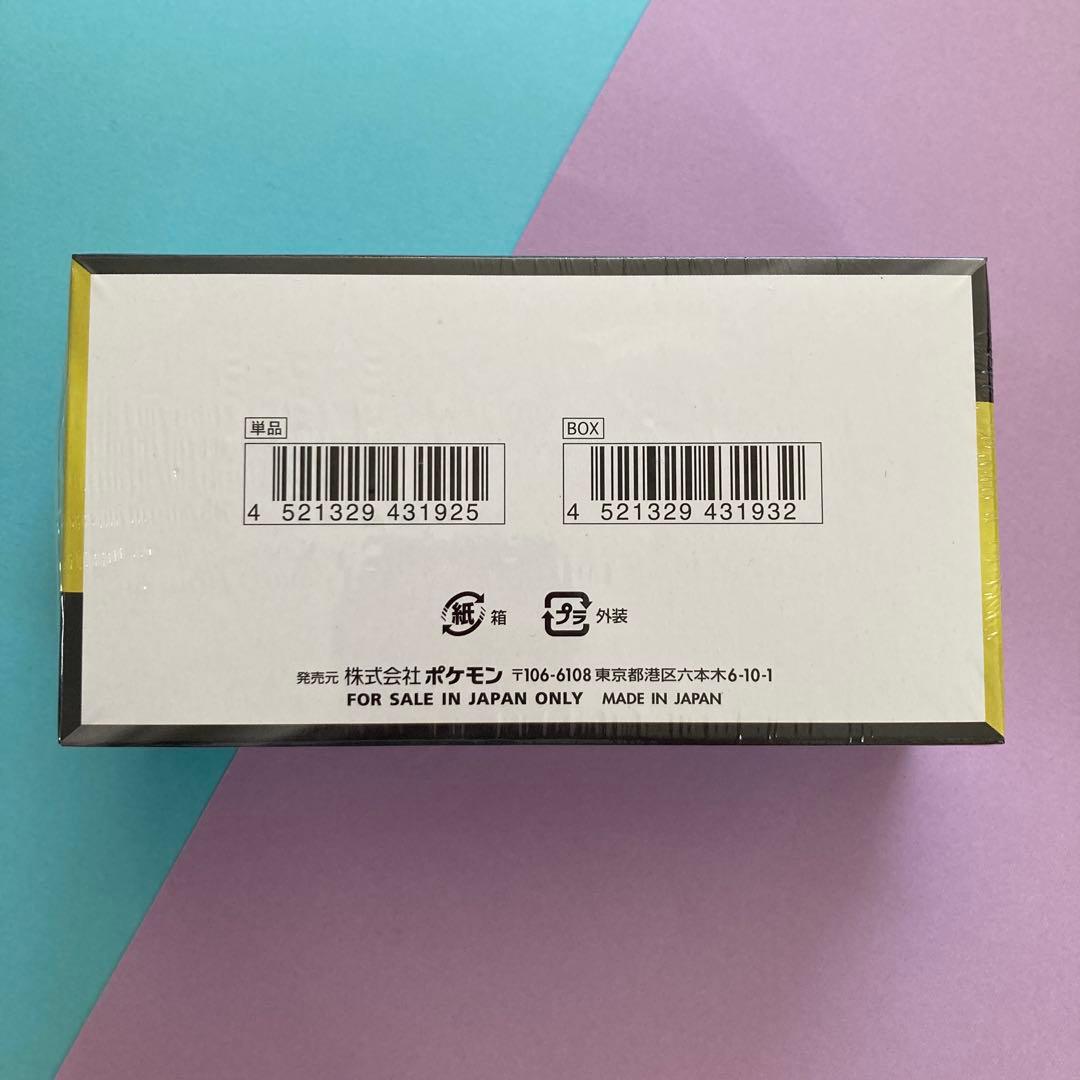 単品
4 521329 431925
BOX
4 521329 431932
紙 箱
プラ 外装
発売元 株式会社 ポケモン 〒106-6108 東京都港区六本木6-10-1
FOR SALE IN JAPAN ONLY MADE IN JAPAN